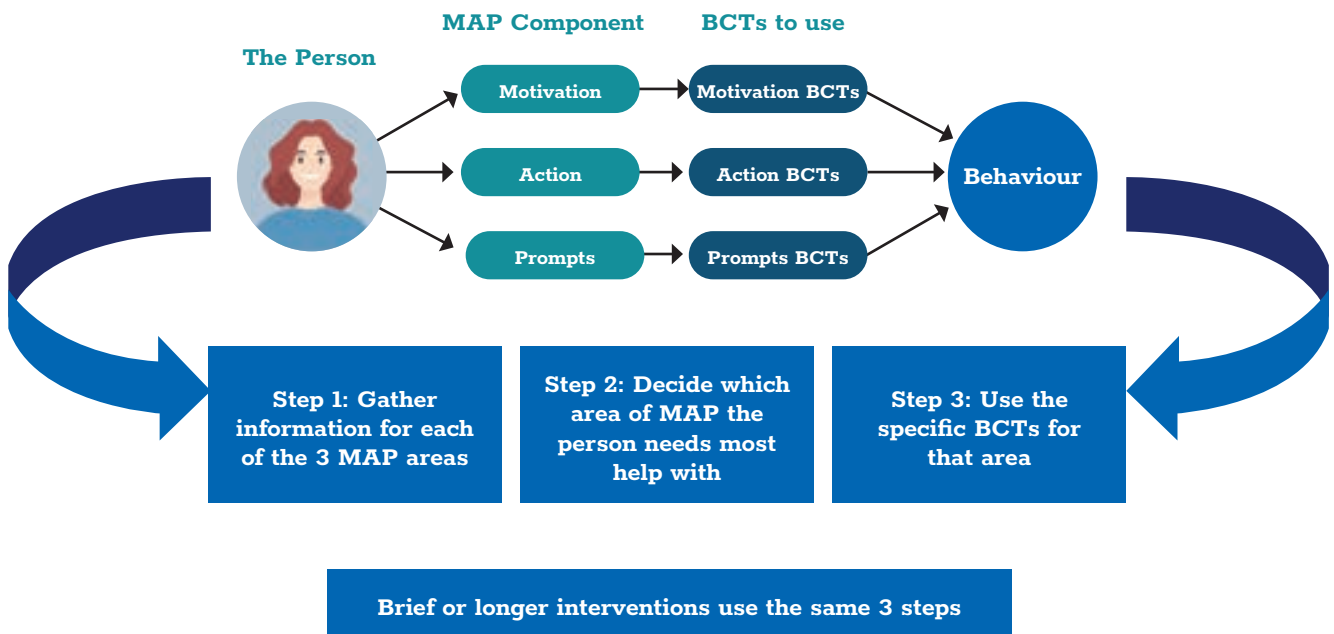 MAP Component
BCTs to use
The Person
Motivation
Motivation BCTs
Action
Action BCTs
Behaviour
Prompts
Prompts BCTs
Step 1: Gather
information for each
of the 3 MAP areas
Step 2: Decide which
area of MAP the
person needs most
help with
Step 3: Use the
specific BCTs for
that area
Brief or longer interventions use the same 3 steps